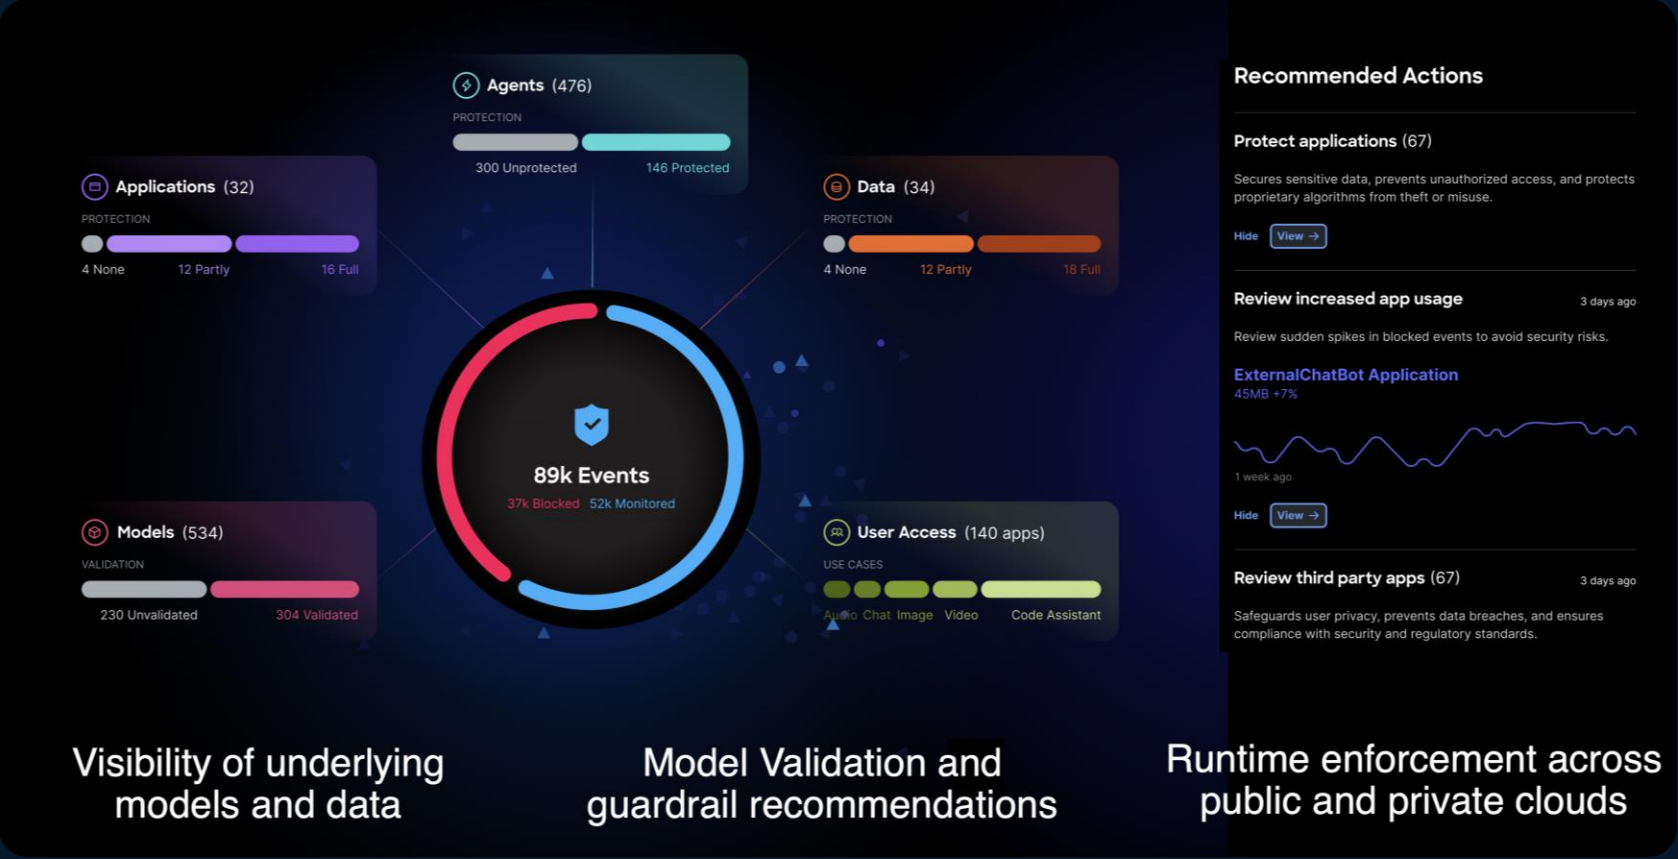 Agents (476)
PROTECTION
300 Unprotected 146 Protected
Applications (32)
PROTECTION
4 None 12 Partly 16 Full
Data (34)
PROTECTION
4 None 12 Partly 18 Full
89k Events
37k Blocked 52k Monitored
Models (534)
VALIDATION
230 Unvalidated 304 Validated
User Access (140 apps)
USE CASES
Audio Chat Image Video Code Assistant
Recommended Actions
Protect applications (67)
Secures sensitive data, prevents unauthorized access, and protects
proprietary algorithms from theft or misuse.
Hide View →
Review increased app usage 3 days ago
Review sudden spikes in blocked events to avoid security risks.
ExternalChatBot Application
45MB +7%
1 week ago
Hide View →
Review third party apps (67) 3 days ago
Safeguards user privacy, prevents data breaches, and ensures
compliance with security and regulatory standards.
Visibility of underlying
models and data
Model Validation and
guardrail recommendations
Runtime enforcement across
public and private clouds